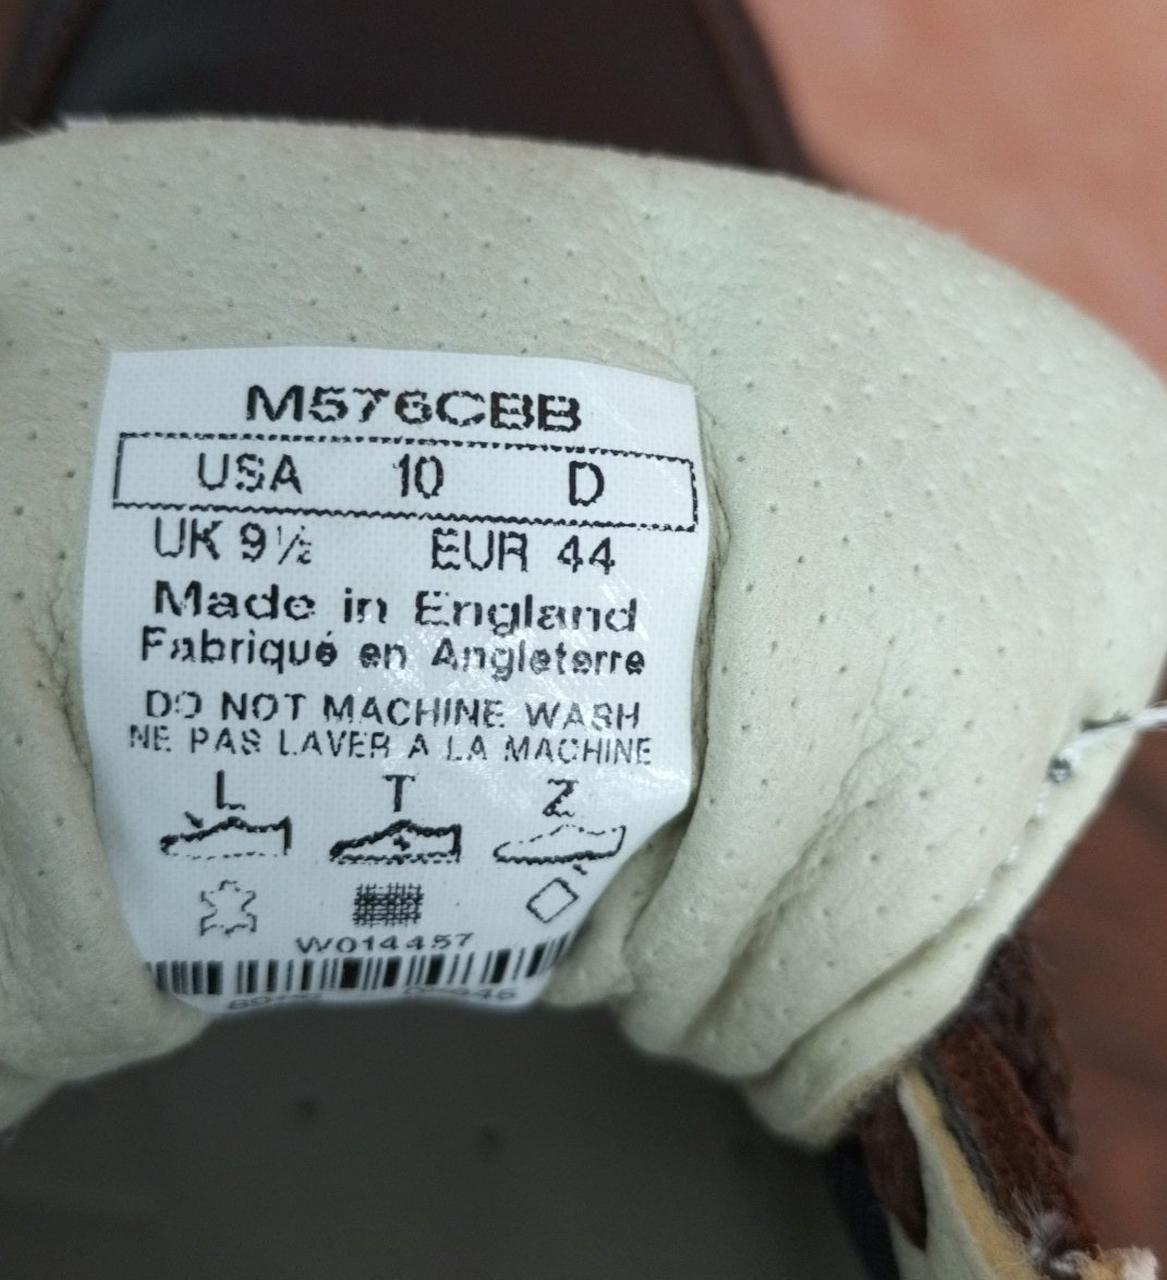 M576CBB
USA 10 D
UK 9½ EUR 44
Made in England
Fabriqué en Angleterre
DO NOT MACHINE WASH
NE PAS LAVER A LA MACHINE
L T Z
W014457